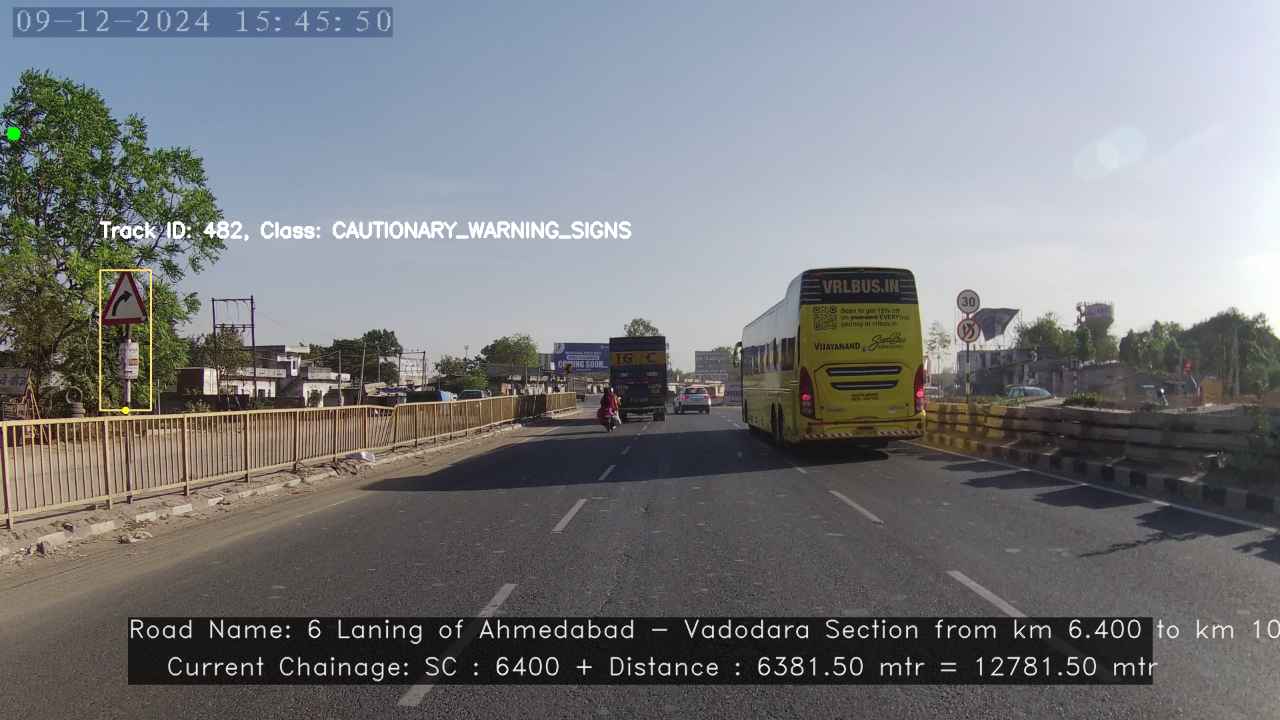 09-12-2024 15:45:50
Track ID: 482, Class: CAUTIONARY_WARNING_SIGNS
VRLBUS.IN
VIJAYANAND
30
COMING SOON..
Road Name: 6 Laning of Ahmedabad - Vadodara Section from km 6.400 to km 10
Current Chainage: SC : 6400 + Distance : 6381.50 mtr = 12781.50 mtr